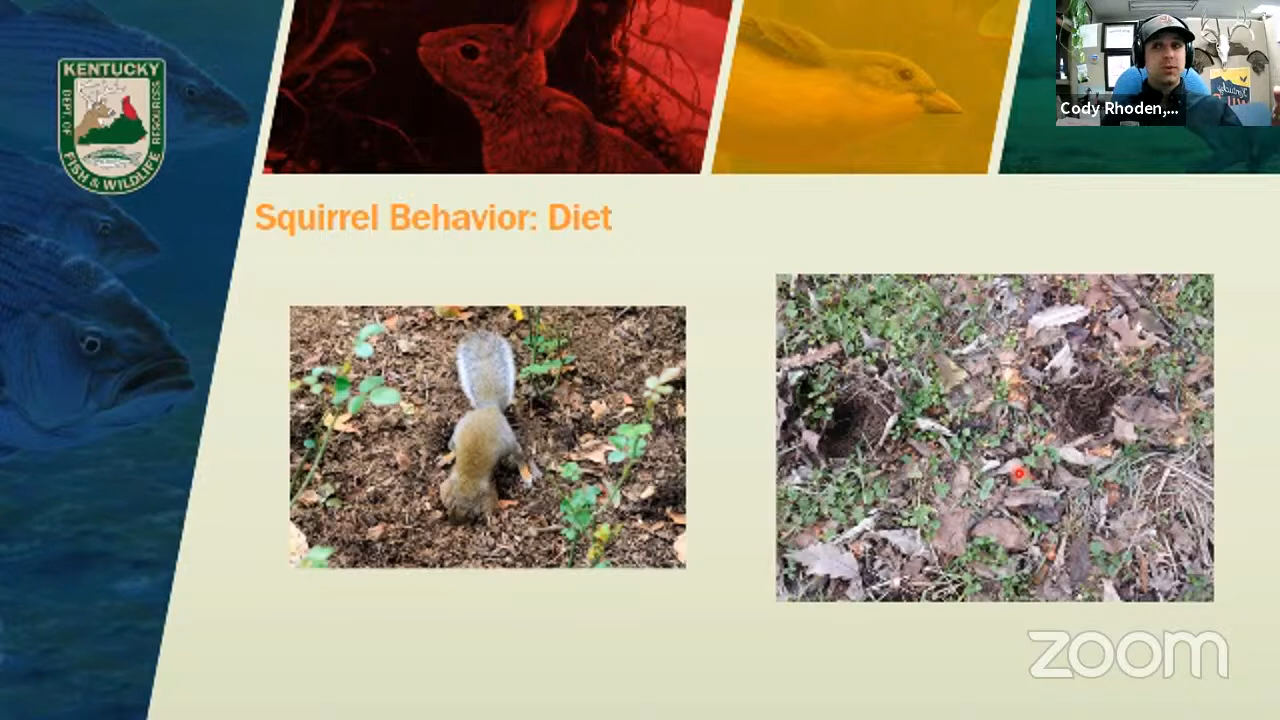 KENTUCKY
DEPT. OF
RESOURCES
FISH & WILDLIFE
Cody Rhoden,...
Squirrel Behavior: Diet
zoom